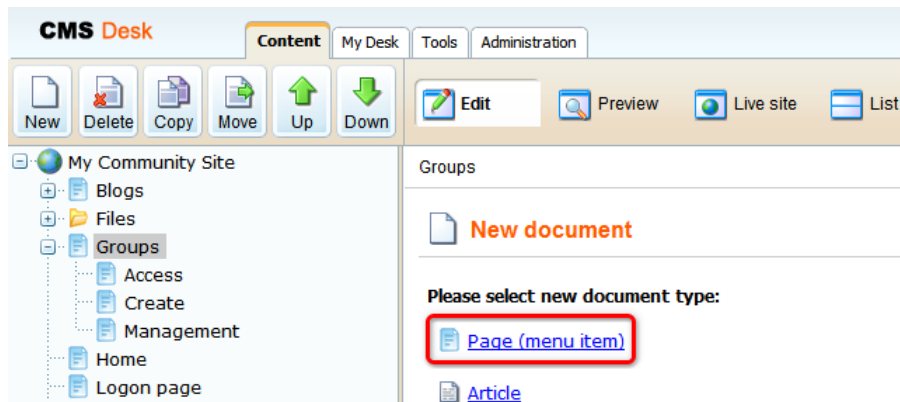 CMS Desk
Content My Desk Tools Administration
New Delete Copy Move Up Down Edit Preview Live site List
My Community Site
Blogs
Files
Groups
Access
Create
Management
Home
Logon page
Groups
New document
Please select new document type:
Page (menu item)
Article